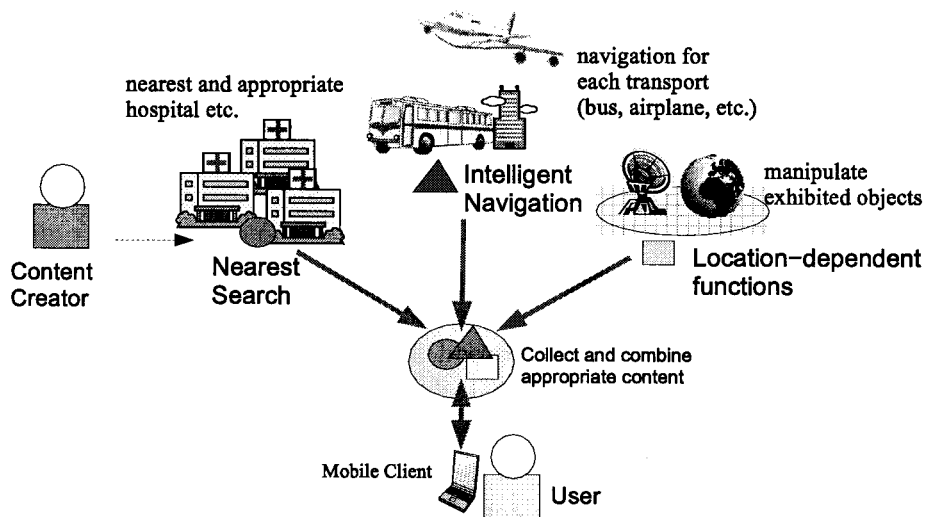 navigation for
each transport
(bus, airplane, etc.)
nearest and appropriate
hospital etc.
Intelligent
Navigation
manipulate
exhibited objects
Content
Creator
Nearest
Search
Location-dependent
functions
Collect and combine
appropriate content
Mobile Client
User